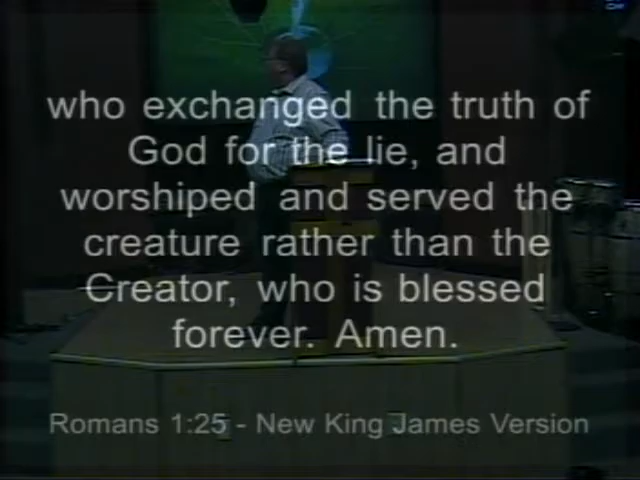 who exchanged the truth of
God for the lie, and
worshiped and served the
creature rather than the
Creator, who is blessed
forever. Amen.
Romans 1:25 - New King James Version